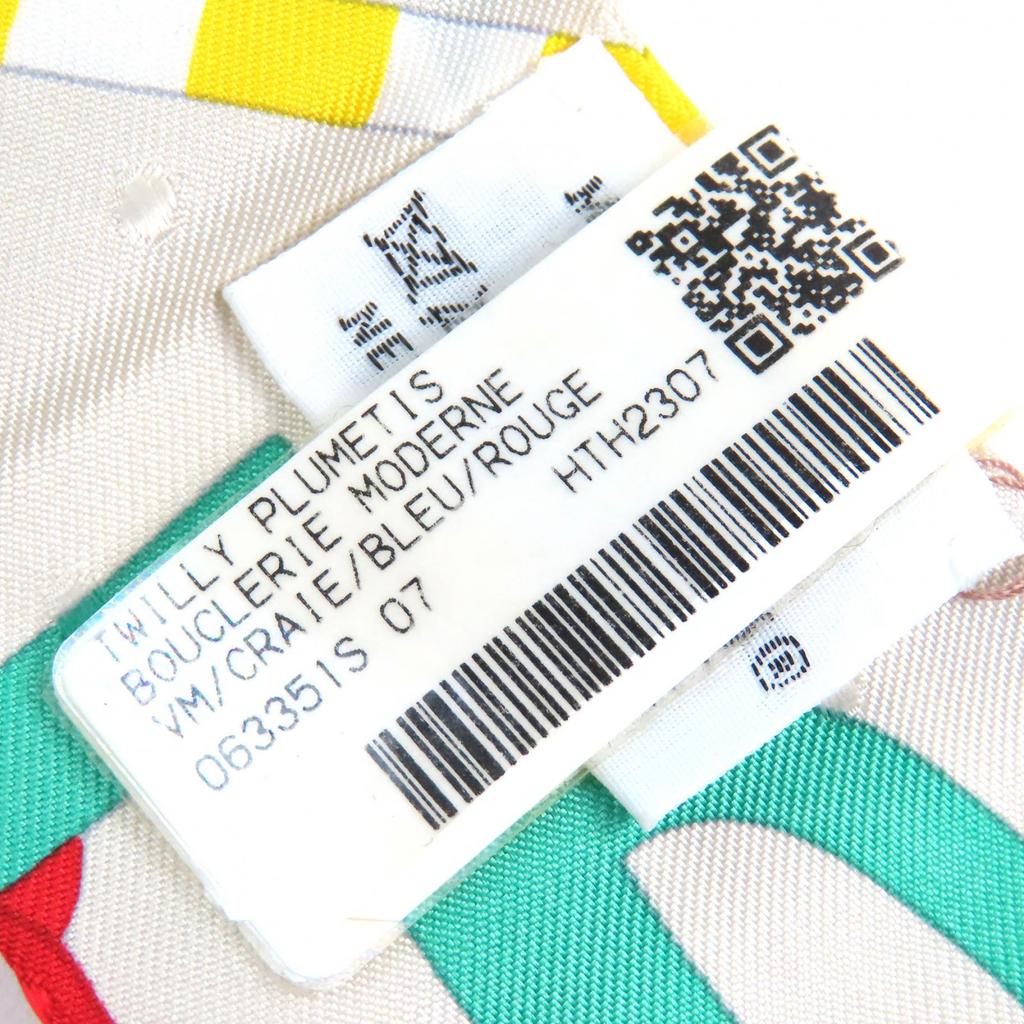 TWILLY PLUMETIS
BOUCLERIE MODERNE
VM/CRAIE/BLEU/ROUGE
HTH2307
063351S 07